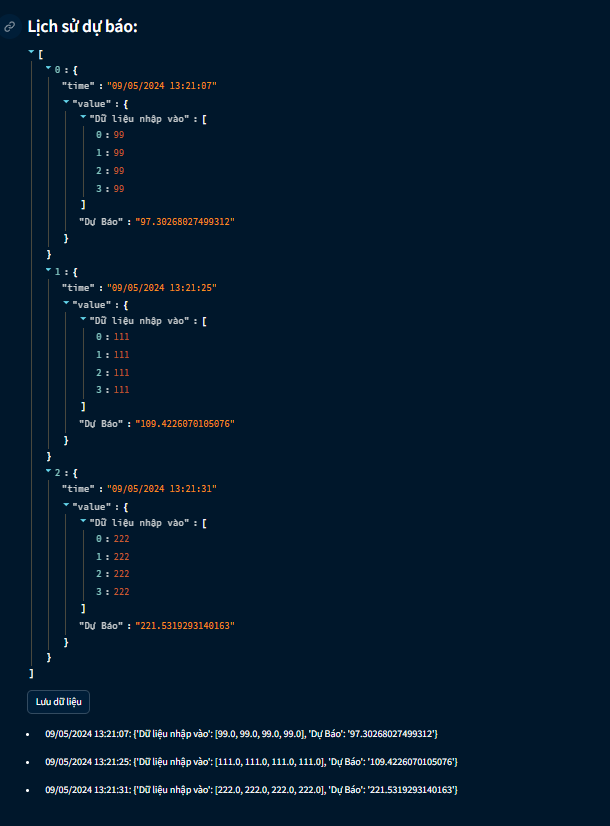 Lịch sử dự báo:
[
0 : {
"time" : "09/05/2024 13:21:07"
"value" : {
"Dữ liệu nhập vào" : [
0 : 99
1 : 99
2 : 99
3 : 99
]
"Dự Báo" : "97.30268027499312"
}
}
1 : {
"time" : "09/05/2024 13:21:25"
"value" : {
"Dữ liệu nhập vào" : [
0 : 111
1 : 111
2 : 111
3 : 111
]
"Dự Báo" : "109.4226070105076"
}
}
2 : {
"time" : "09/05/2024 13:21:31"
"value" : {
"Dữ liệu nhập vào" : [
0 : 222
1 : 222
2 : 222
3 : 222
]
"Dự Báo" : "221.5319293140163"
}
}
]
Lưu dữ liệu
• 09/05/2024 13:21:07: {'Dữ liệu nhập vào': [99.0, 99.0, 99.0, 99.0], 'Dự Báo': '97.30268027499312'}
• 09/05/2024 13:21:25: {'Dữ liệu nhập vào': [111.0, 111.0, 111.0, 111.0], 'Dự Báo': '109.4226070105076'}
• 09/05/2024 13:21:31: {'Dữ liệu nhập vào': [222.0, 222.0, 222.0, 222.0], 'Dự Báo': '221.5319293140163'}